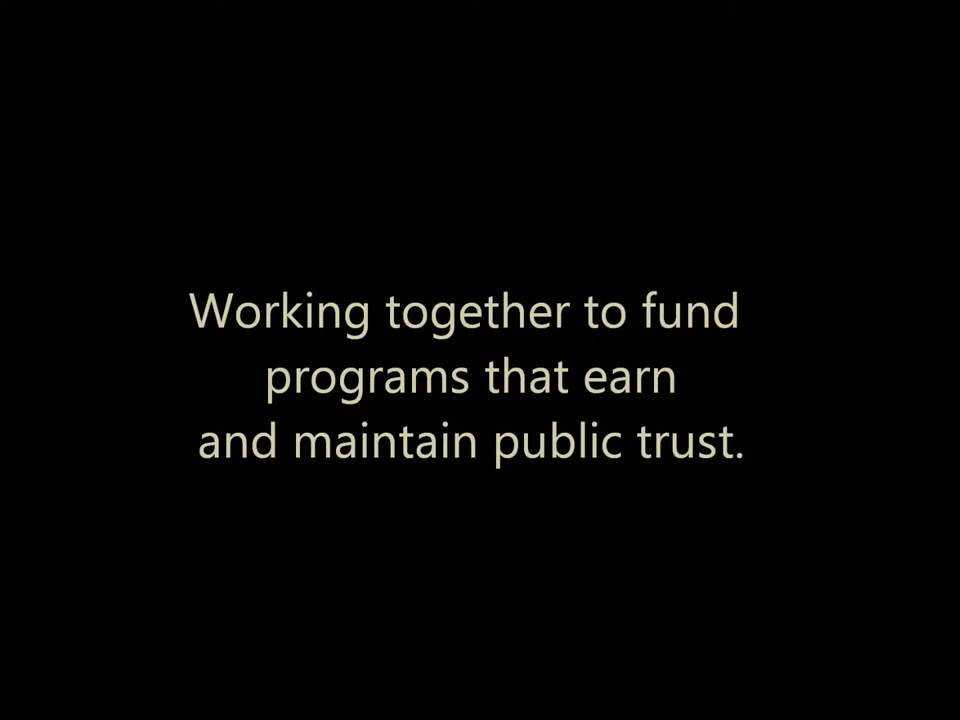 Working together to fund
programs that earn
and maintain public trust.